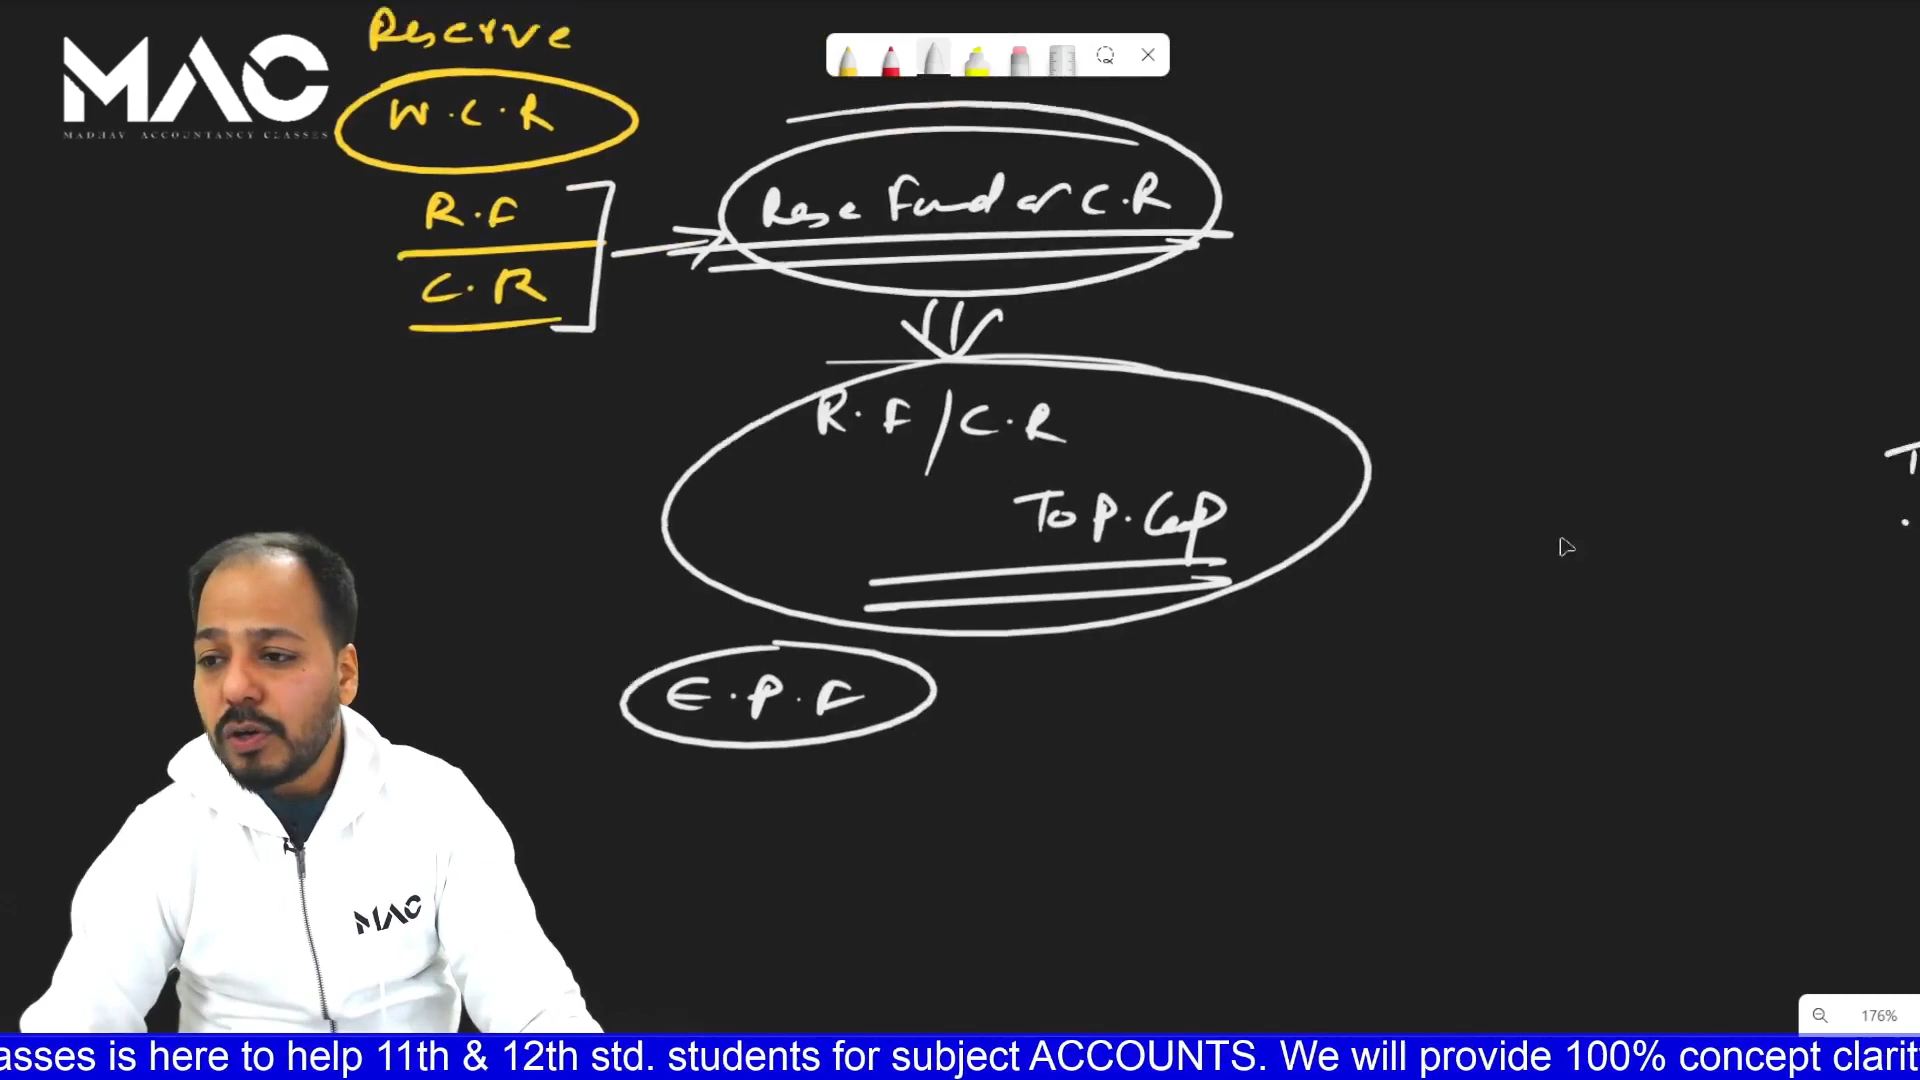 Reserve
MAC
MADHAV ACCOUNTANCY CLASSES
W.C.R
R.F
C.R
Rese Fund or C.R
R.F/C.R
To P. Cap
E.P.F
MAC
176%
asses is here to help 11th & 12th std. students for subject ACCOUNTS. We will provide 100% concept clarit